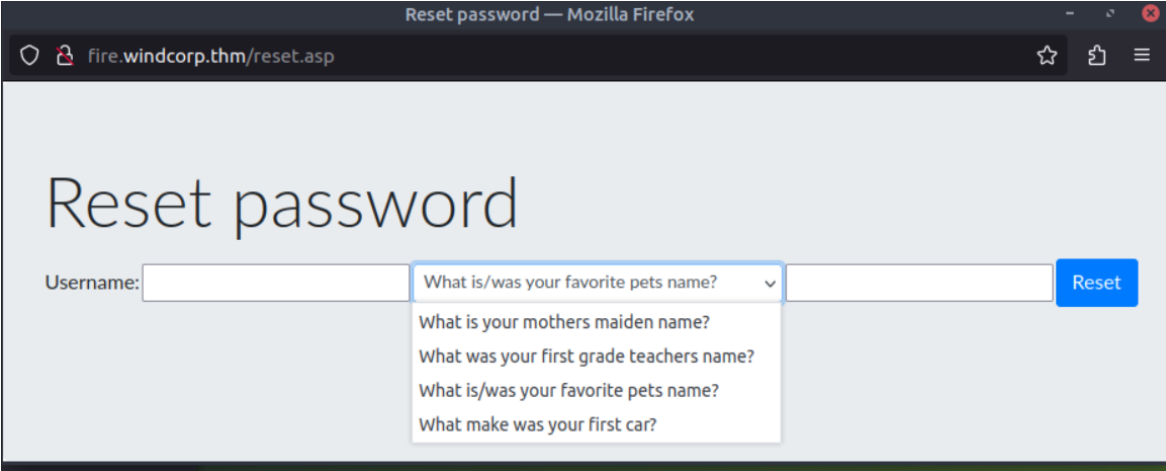 Reset password — Mozilla Firefox
fire.windcorp.thm/reset.asp
Reset password
Username: What is/was your favorite pets name? Reset
What is your mothers maiden name?
What was your first grade teachers name?
What is/was your favorite pets name?
What make was your first car?